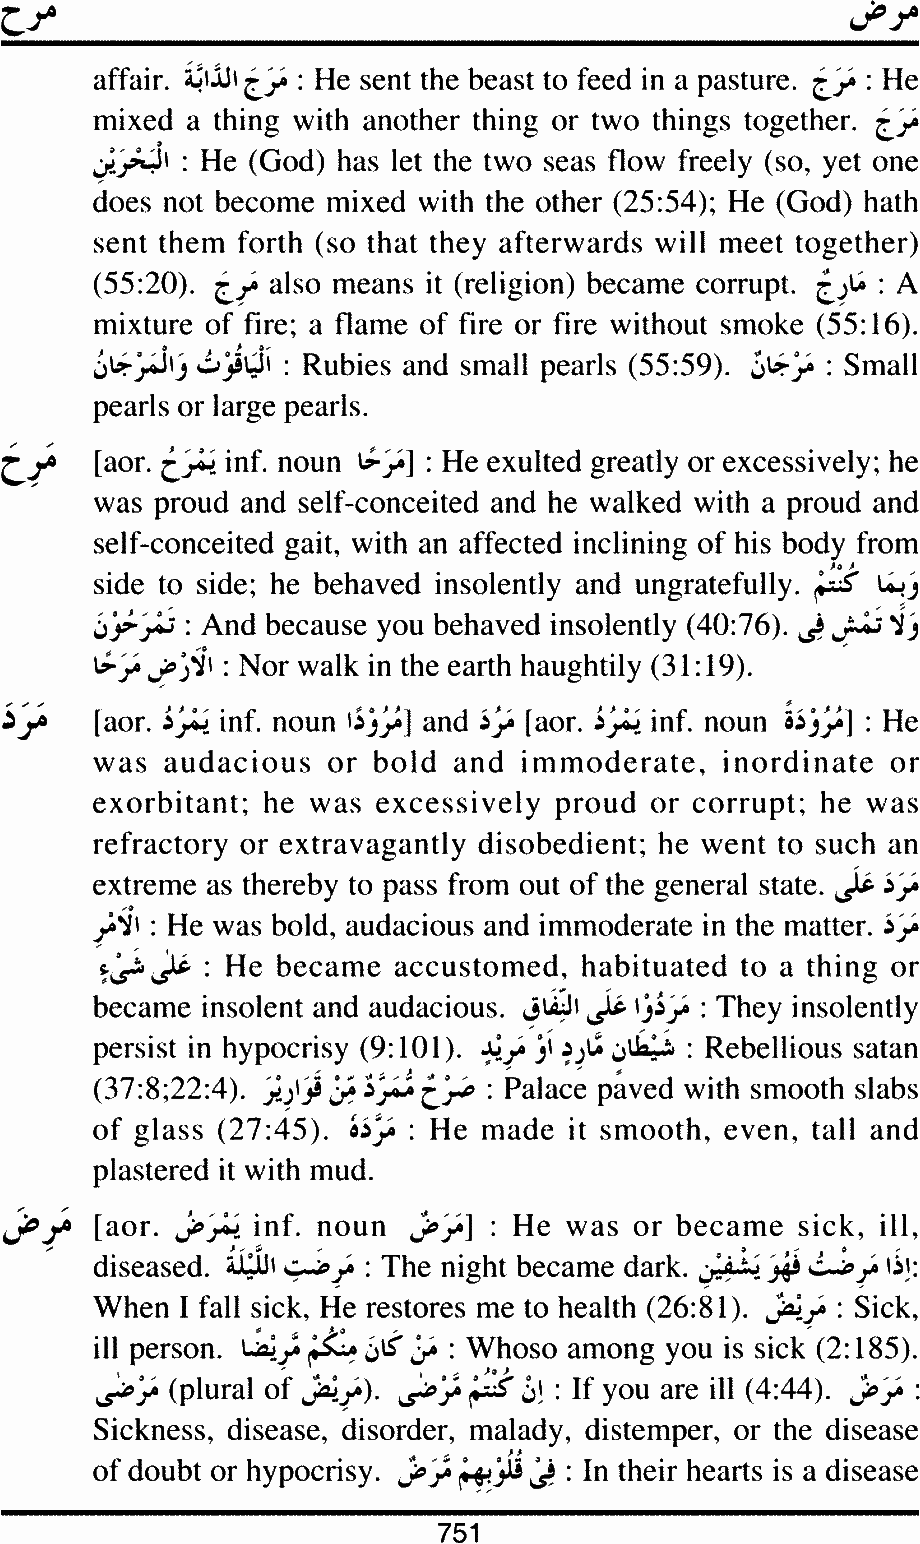 مرح مرض
affair. مَرَجَ الدَّابَّةَ : He sent the beast to feed in a pasture. مَرَجَ : He
mixed a thing with another thing or two things together. مَرَجَ
الْبَحْرَيْنِ : He (God) has let the two seas flow freely (so, yet one
does not become mixed with the other (25:54); He (God) hath
sent them forth (so that they afterwards will meet together)
(55:20). مَرِجَ also means it (religion) became corrupt. مَارِجٌ : A
mixture of fire; a flame of fire or fire without smoke (55:16).
اَلْيَاقُوْتُ وَالْمَرْجَانُ : Rubies and small pearls (55:59). مَرْجَانٌ : Small
pearls or large pearls.
مَرِحَ [aor. يَمْرَحُ inf. noun مَرَحًا] : He exulted greatly or excessively; he
was proud and self-conceited and he walked with a proud and
self-conceited gait, with an affected inclining of his body from
side to side; he behaved insolently and ungratefully. وَبِمَا كُنْتُمْ
تَمْرَحُوْنَ : And because you behaved insolently (40:76). وَلَا تَمْشِ فِى
الْاَرْضِ مَرَحًا : Nor walk in the earth haughtily (31:19).
مَرَدَ [aor. يَمْرُدُ inf. noun مُرُوْدًا] and مَرُدَ [aor. يَمْرُدُ inf. noun مُرُوْدَةً] : He
was audacious or bold and immoderate, inordinate or
exorbitant; he was excessively proud or corrupt; he was
refractory or extravagantly disobedient; he went to such an
extreme as thereby to pass from out of the general state. مَرَدَ عَلَى
الْاَمْرِ : He was bold, audacious and immoderate in the matter. مَرَدَ
عَلٰى شَىْءٍ : He became accustomed, habituated to a thing or
became insolent and audacious. مَرَدُوْا عَلَى النِّفَاقِ : They insolently
persist in hypocrisy (9:101). شَيْطَانٍ مَّارِدٍ اَوْ مَرِيْدٍ : Rebellious satan
(37:8;22:4). صَرْحٌ مُّمَرَّدٌ مِّنْ قَوَارِيْرَ : Palace paved with smooth slabs
of glass (27:45). مَرَّدَهُ : He made it smooth, even, tall and
plastered it with mud.
مَرِضَ [aor. يَمْرَضُ inf. noun مَرَضٌ] : He was or became sick, ill,
diseased. مَرِضَتِ اللَّيْلَةُ : The night became dark. اِذَا مَرِضْتُ فَهُوَ يَشْفِيْنِ:
When I fall sick, He restores me to health (26:81). مَرِيْضٌ : Sick,
ill person. مَنْ كَانَ مِنْكُمْ مَّرِيْضًا : Whoso among you is sick (2:185).
مَرْضٰى (plural of مَرِيْضٌ). اِنْ كُنْتُمْ مَّرْضٰى : If you are ill (4:44). مَرَضٌ :
Sickness, disease, disorder, malady, distemper, or the disease
of doubt or hypocrisy. فِىْ قُلُوْبِهِمْ مَّرَضٌ : In their hearts is a disease
751